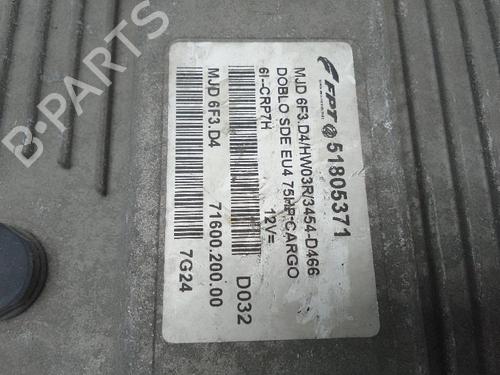 FPT 51805371
MJD 6F3.D4/HW03R/3454-D466
DOBLO SDE EU4 75HP-CARGO
6I--CRP7H
12V=
D032
MJD 6F3.D4
71600.200.00
7G24
B-PARTS